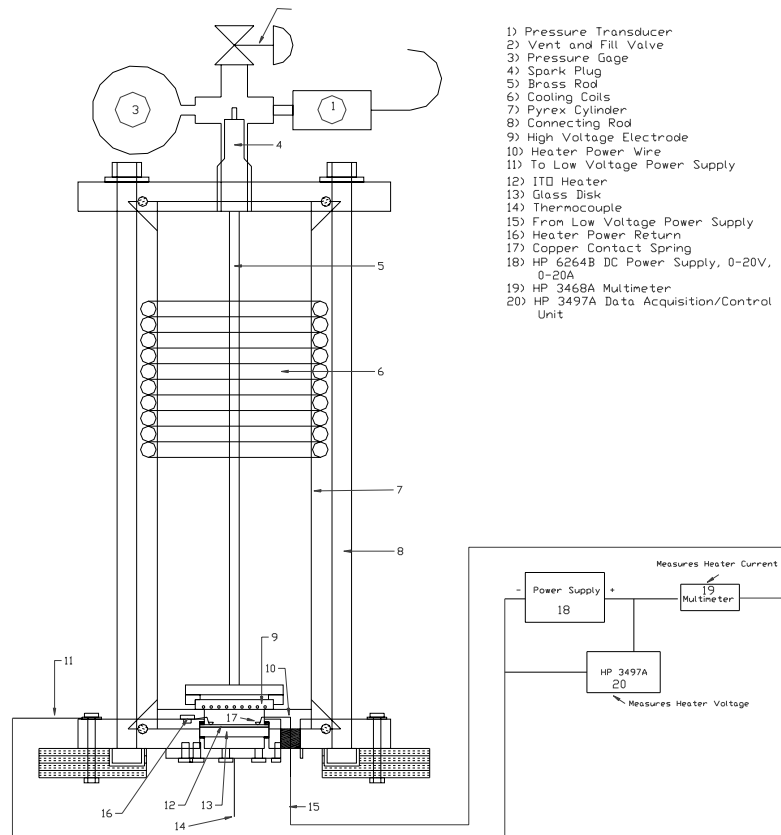 1) Pressure Transducer
2) Vent and Fill Valve
3) Pressure Gage
4) Spark Plug
5) Brass Rod
6) Cooling Coils
7) Pyrex Cylinder
8) Connecting Rod
9) High Voltage Electrode
10) Heater Power Wire
11) To Low Voltage Power Supply
12) ITO Heater
13) Glass Disk
14) Thermocouple
15) From Low Voltage Power Supply
16) Heater Power Return
17) Copper Contact Spring
18) HP 6264B DC Power Supply, 0-20V,
0-20A
19) HP 3468A Multimeter
20) HP 3497A Data Acquisition/Control
Unit
3
1
4
5
6
7
8
9
10
11
17
12
13
16
14
15
Measures Heater Current
- Power Supply +
18
19
Multimeter
HP 3497A
20
Measures Heater Voltage